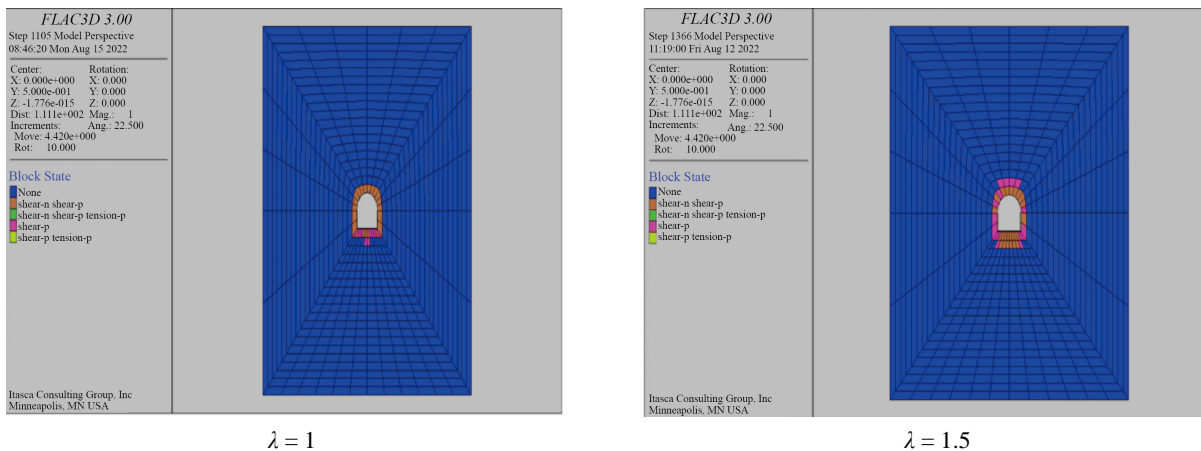 FLAC3D 3.00
Step 1105 Model Perspective
08:46:20 Mon Aug 15 2022
Center: Rotation:
X: 0.000e+000 X: 0.000
Y: 5.000e-001 Y: 0.000
Z: -1.776e-015 Z: 0.000
Dist: 1.111e+002 Mag.: 1
Increments: Ang.: 22.500
Move: 4.420e+000
Rot: 10.000
Block State
None
shear-n shear-p
shear-n shear-p tension-p
shear-p
shear-p tension-p
Itasca Consulting Group, Inc
Minneapolis, MN USA
λ = 1
FLAC3D 3.00
Step 1366 Model Perspective
11:19:00 Fri Aug 12 2022
Center: Rotation:
X: 0.000e+000 X: 0.000
Y: 5.000e-001 Y: 0.000
Z: -1.776e-015 Z: 0.000
Dist: 1.111e+002 Mag.: 1
Increments: Ang.: 22.500
Move: 4.420e+000
Rot: 10.000
Block State
None
shear-n shear-p
shear-n shear-p tension-p
shear-p
shear-p tension-p
Itasca Consulting Group, Inc
Minneapolis, MN USA
λ = 1.5